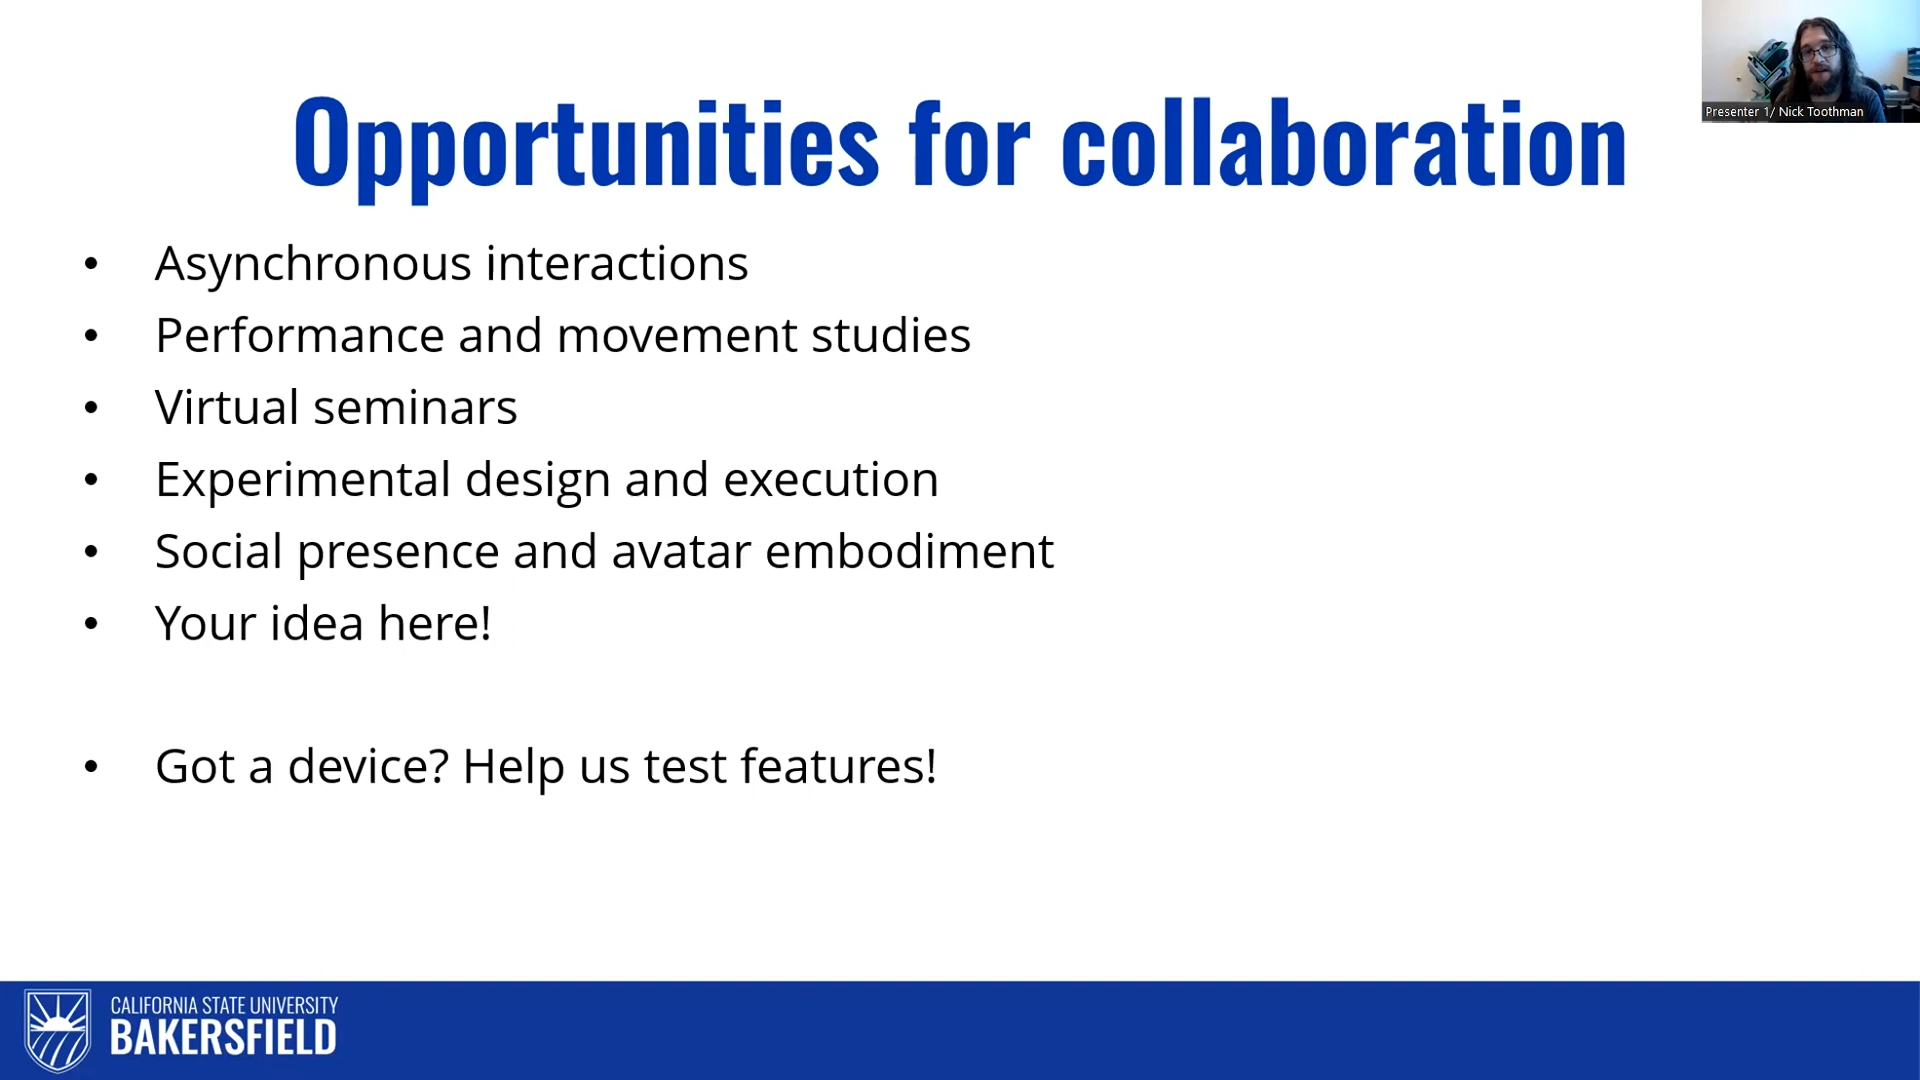 Opportunities for collaboration
Presenter 1/ Nick Toothman
• Asynchronous interactions
• Performance and movement studies
• Virtual seminars
• Experimental design and execution
• Social presence and avatar embodiment
• Your idea here!
• Got a device? Help us test features!
CALIFORNIA STATE UNIVERSITY
BAKERSFIELD